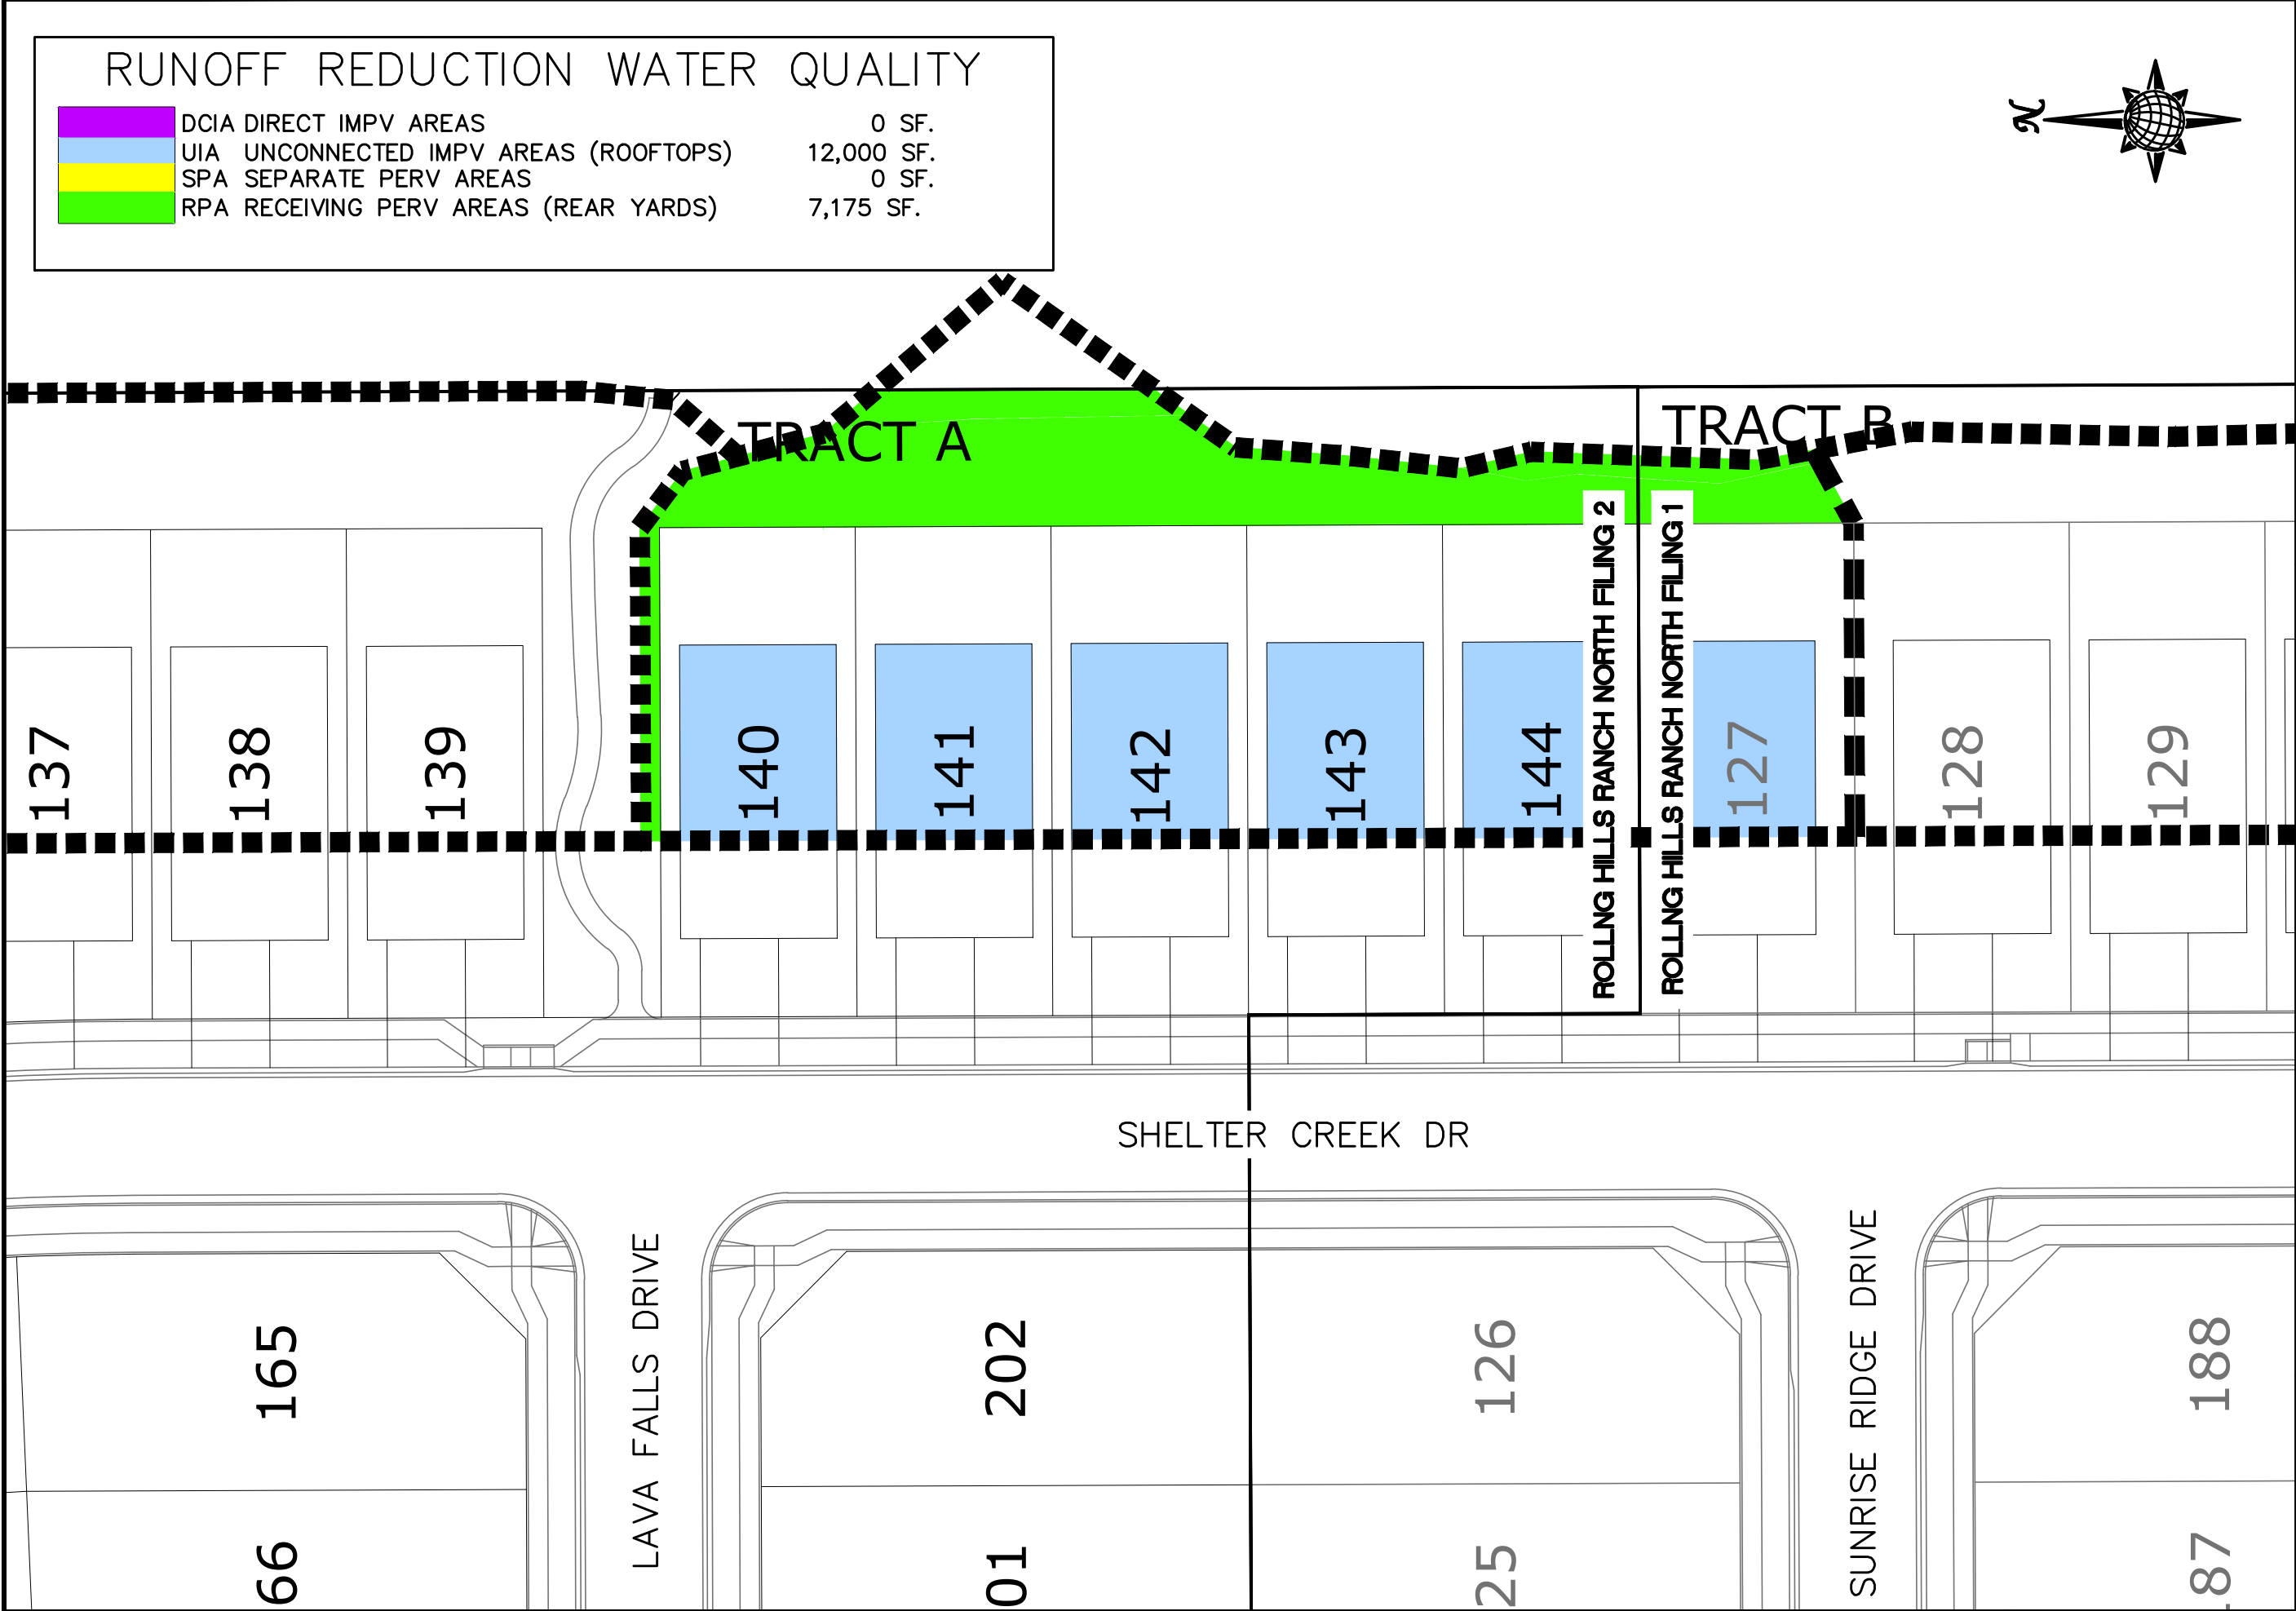 RUNOFF REDUCTION WATER QUALITY
DCIA DIRECT IMPV AREAS 0 SF.
UIA UNCONNECTED IMPV AREAS (ROOFTOPS) 12,000 SF.
SPA SEPARATE PERV AREAS 0 SF.
RPA RECEIVING PERV AREAS (REAR YARDS) 7,175 SF.
N
TRACT A
TRACT B
ROLLNG HILLS RANCH NORTH FILING 2
ROLLNG HILLS RANCH NORTH FILING 1
137
138
139
140
141
142
143
144
127
128
129
SHELTER CREEK DR
LAVA FALLS DRIVE
SUNRISE RIDGE DRIVE
165
202
126
188
66
01
25
187